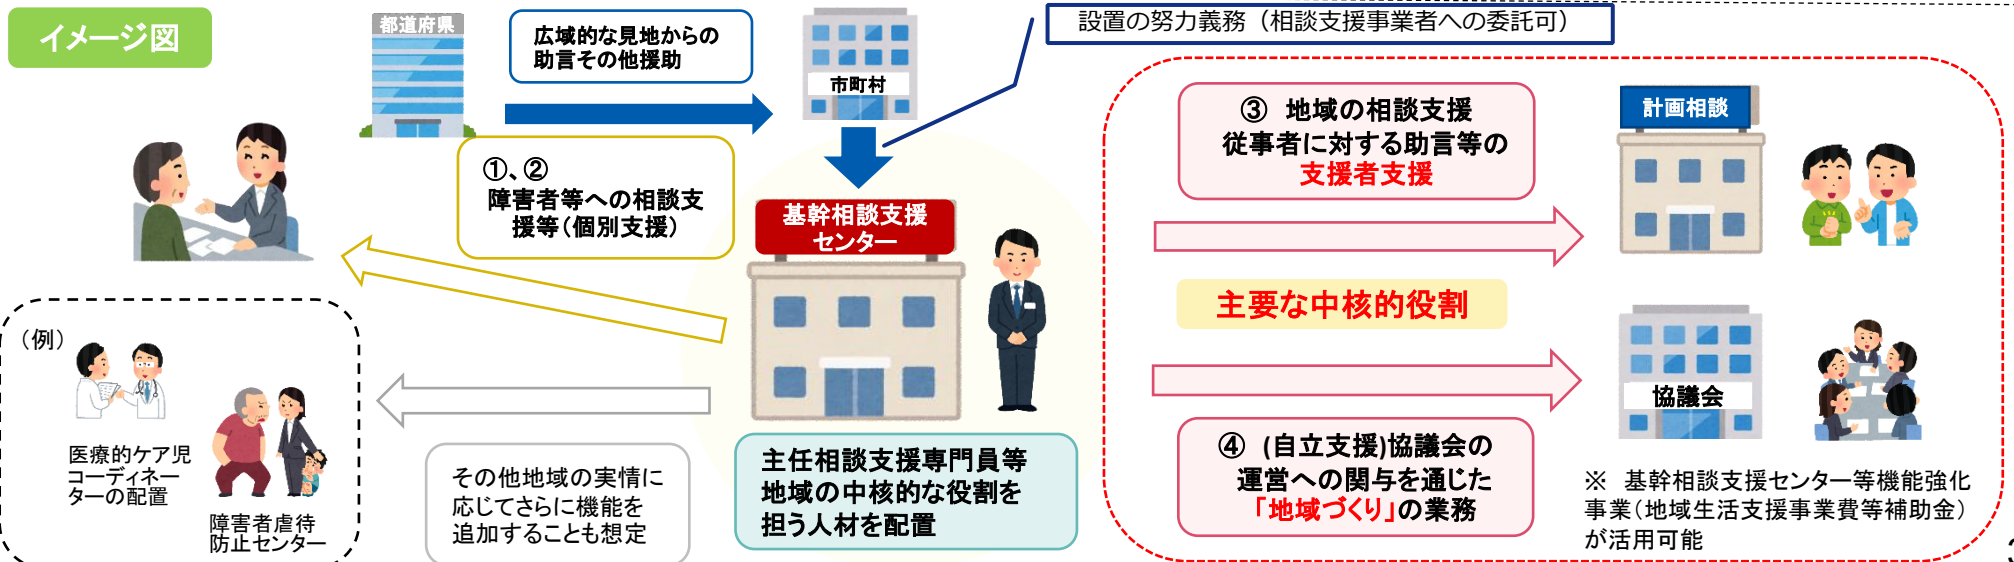 イメージ図
都道府県
広域的な見地からの
助言その他援助
市町村
設置の努力義務（相談支援事業者への委託可）
①、②
障害者等への相談支
援等（個別支援）
基幹相談支援
センター
③　地域の相談支援
従事者に対する助言等の
支援者支援
計画相談
主要な中核的役割
（例）
医療的ケア児
コーディネー
ターの配置
障害者虐待
防止センター
その他地域の実情に
応じてさらに機能を
追加することも想定
主任相談支援専門員等
地域の中核的な役割を
担う人材を配置
④　(自立支援)協議会の
運営への関与を通じた
「地域づくり」の業務
協議会
※　基幹相談支援センター等機能強化
事業（地域生活支援事業費等補助金）
が活用可能